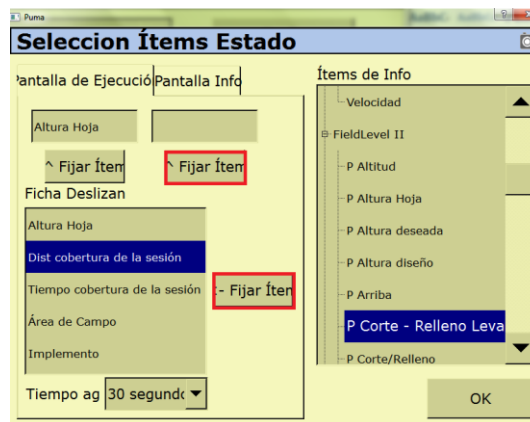 Puma
Seleccion Ítems Estado
Pantalla de Ejecució
Pantalla Info
Altura Hoja
^ Fijar Ítem
^ Fijar Ítem
Ficha Deslizan
Altura Hoja
Dist cobertura de la sesión
Tiempo cobertura de la sesión
Área de Campo
Implemento
<- Fijar Íten
Tiempo ag
30 segundo
Ítems de Info
Velocidad
FieldLevel II
P Altitud
P Altura Hoja
P Altura deseada
P Altura diseño
P Arriba
P Corte - Relleno Leva
P Corte/Relleno
OK